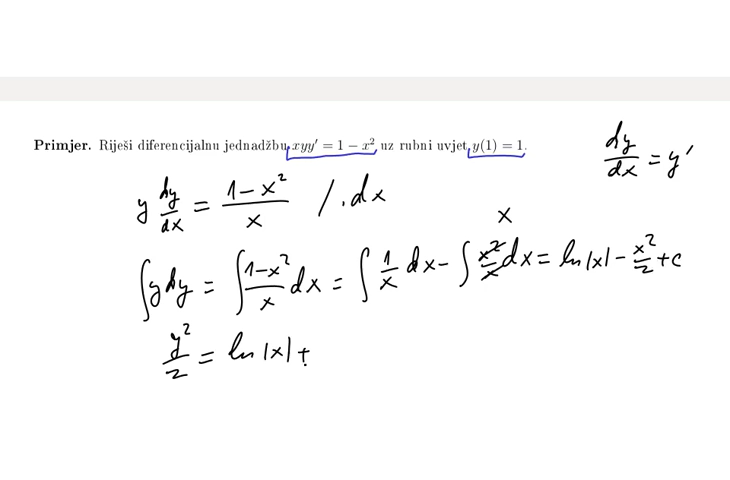 Primjer. Riješi diferencijalnu jednadžbu xyy′ = 1 − x², uz rubni uvjet y(1) = 1.
dy/dx = y′
y dy/dx = (1−x²)/x /·dx
x
∫ydy = ∫(1−x²)/x dx = ∫1/x dx − ∫x²/x dx = ln|x| − x²/2 + c
y²/2 = ln|x| +